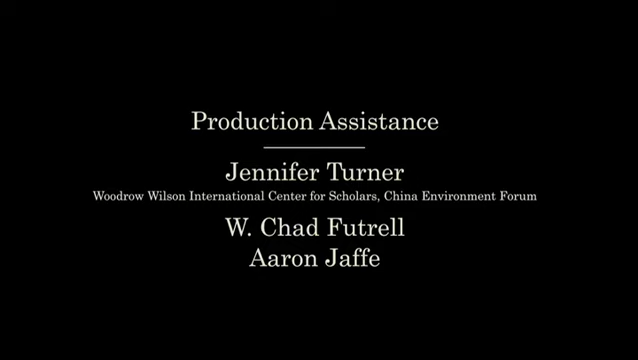 Production Assistance
Jennifer Turner
Woodrow Wilson International Center for Scholars, China Environment Forum
W. Chad Futrell
Aaron Jaffe